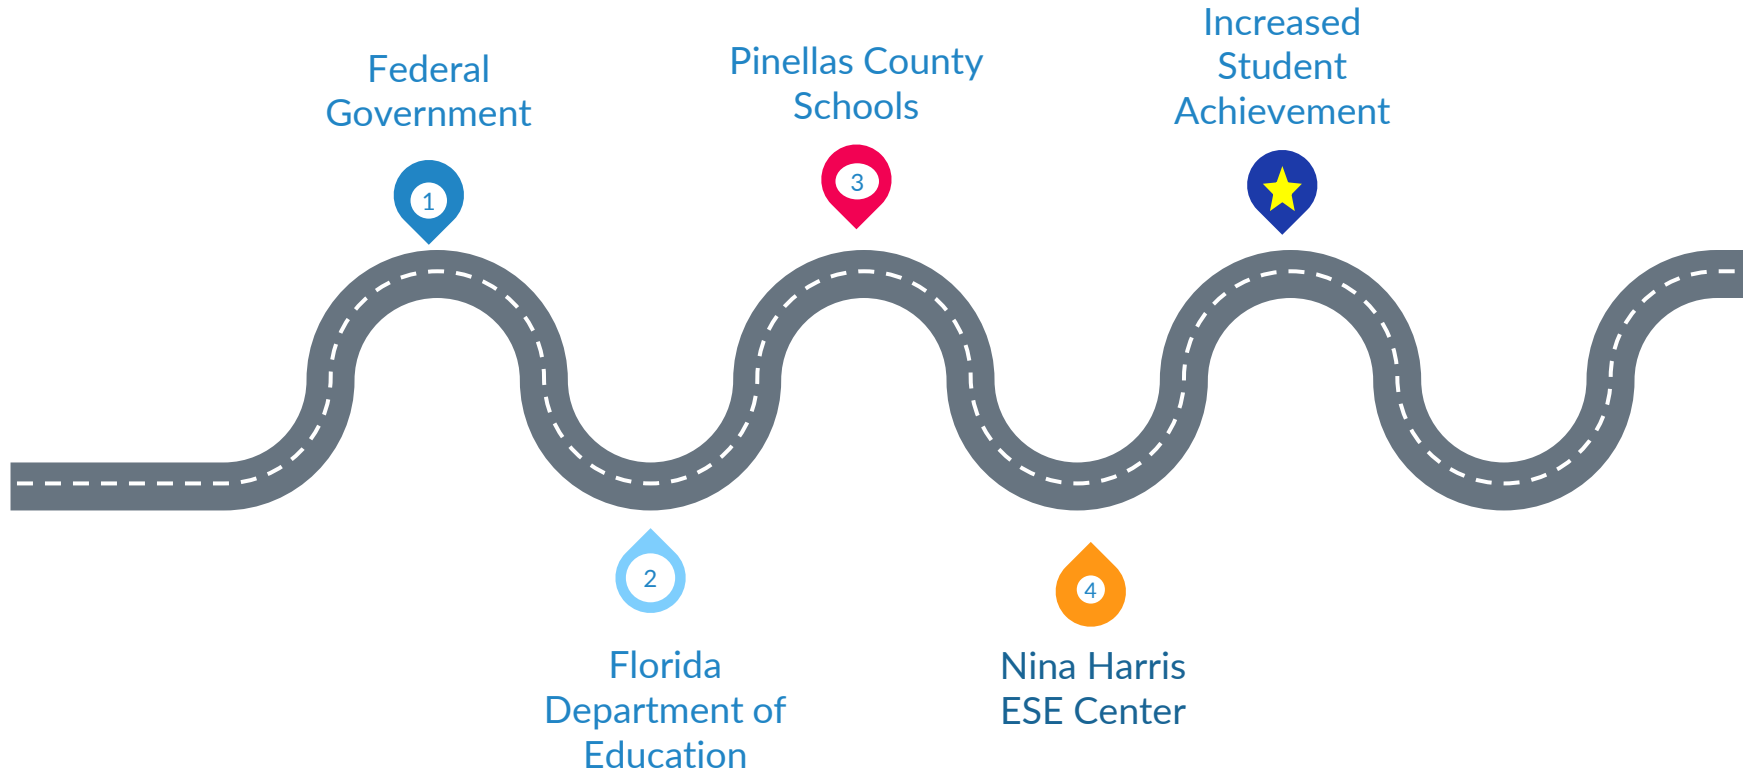 Federal
Government
1
2
Florida
Department of
Education
Pinellas County
Schools
3
4
Nina Harris
ESE Center
Increased
Student
Achievement